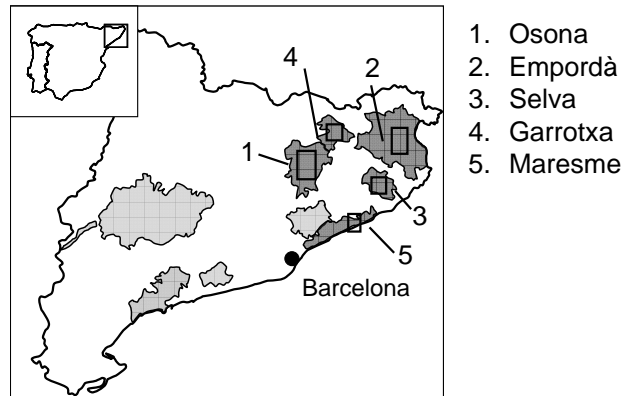 4
2
1
3
5
Barcelona
1. Osona
2. Empordà
3. Selva
4. Garrotxa
5. Maresme